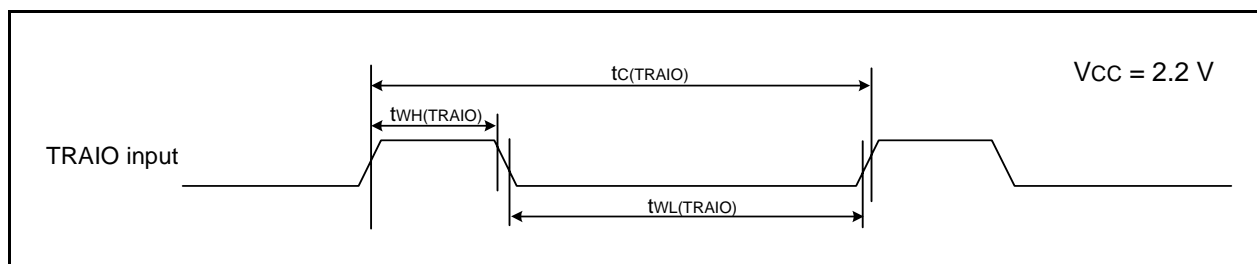 tC(TRAIO)
VCC = 2.2 V
tWH(TRAIO)
TRAIO input
tWL(TRAIO)